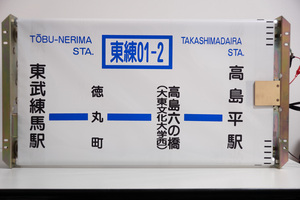 TŌBU-NERIMA
STA.
東練01-2
TAKASHIMADAIRA
STA.
東武練馬駅
徳丸町
高島六の橋
(大東文化大学西)
高島平駅